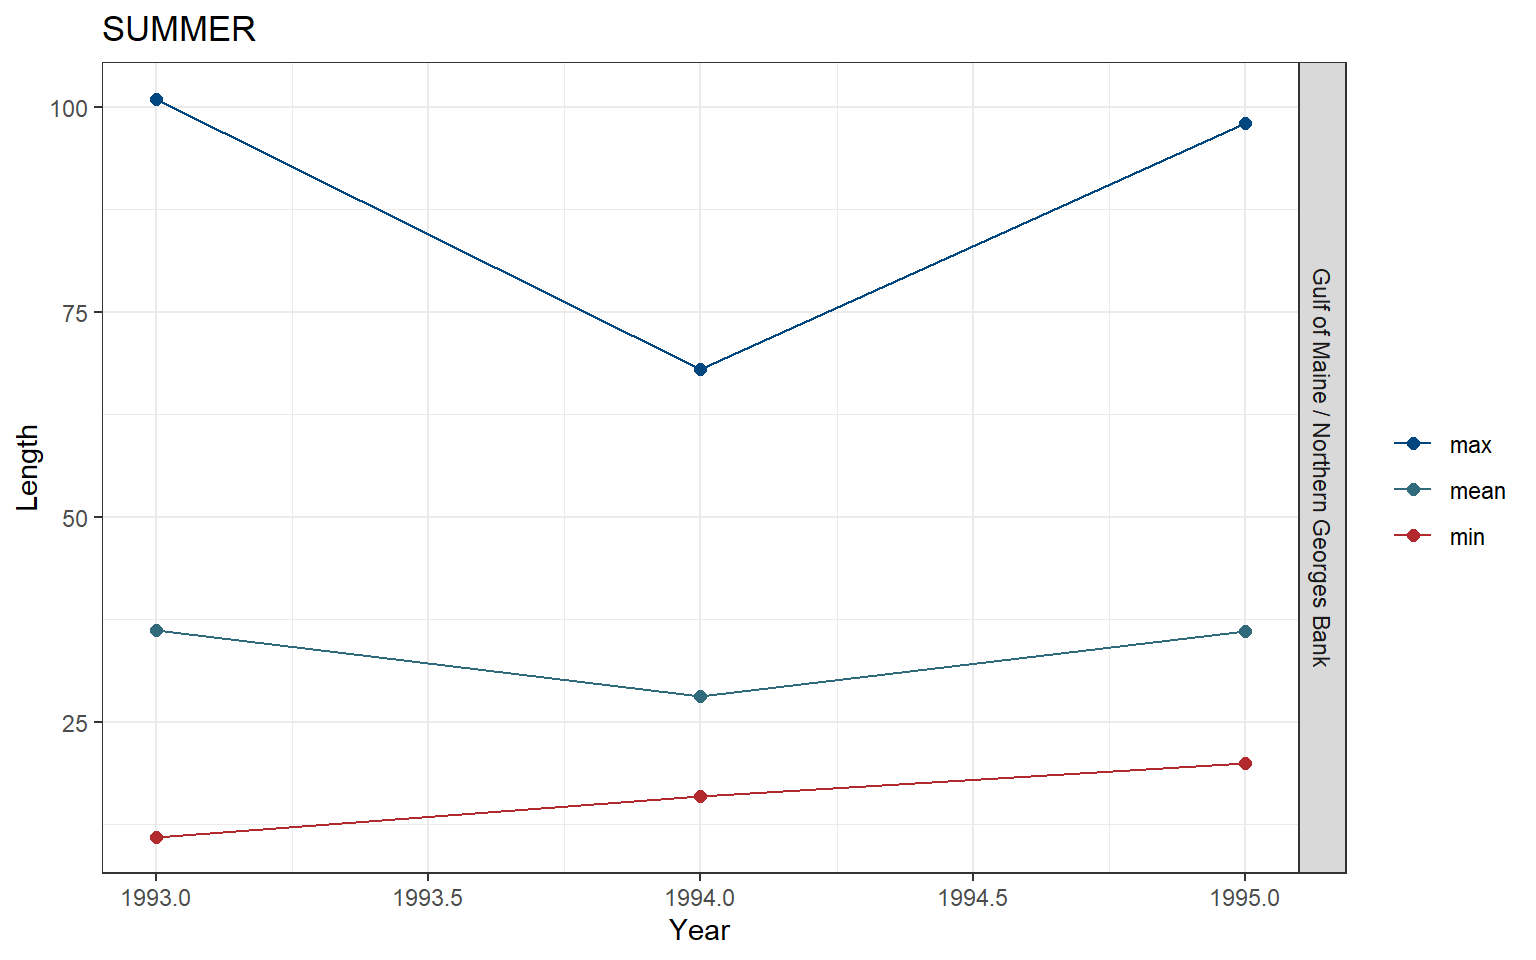 SUMMER
100
75
50
25
Length
1993.0
1993.5
1994.0
1994.5
1995.0
Year
Gulf of Maine / Northern Georges Bank
max
mean
min